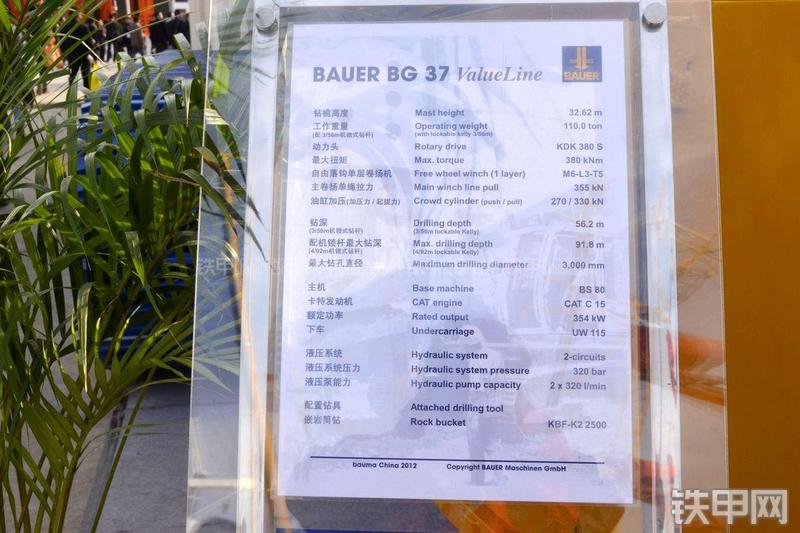 BAUER BG 37 ValueLine
BAUER
钻桅高度 Mast height 32.62 m
工作重量 Operating weight 110.0 ton
(配 3/56m机锁式钻杆) (with lockable kelly 3/56m)
动力头 Rotary drive KDK 380 S
最大扭矩 Max. torque 380 kNm
自由落钩单层卷扬机 Free wheel winch (1 layer) M6-L3-T5
主卷扬单绳拉力 Main winch line pull 355 kN
油缸加压 (加压力 / 起拔力) Crowd cylinder (push / pull) 270 / 330 kN
钻深 Drilling depth 56.2 m
(3/56m机锁式钻杆) (3/56m lockable Kelly)
配机锁杆最大钻深 Max. drilling depth 91.8 m
(4/92m机锁式钻杆) (4/92m lockable Kelly)
最大钻孔直径 Maximum drilling diameter 3,000 mm
主机 Base machine BS 80
卡特发动机 CAT engine CAT C 15
额定功率 Rated output 354 kW
下车 Undercarriage UW 115
液压系统 Hydraulic system 2-circuits
液压系统压力 Hydraulic system pressure 320 bar
液压泵能力 Hydraulic pump capacity 2 x 320 l/min
配置钻具 Attached drilling tool
嵌岩筒钻 Rock bucket KBF-K2 2500
bauma China 2012 Copyright BAUER Maschinen GmbH
铁甲网
铁甲网